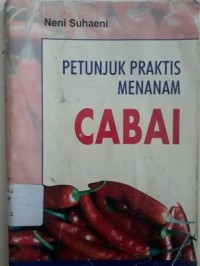 Neni Suhaeni
PETUNJUK PRAKTIS
MENANAM
CABAI